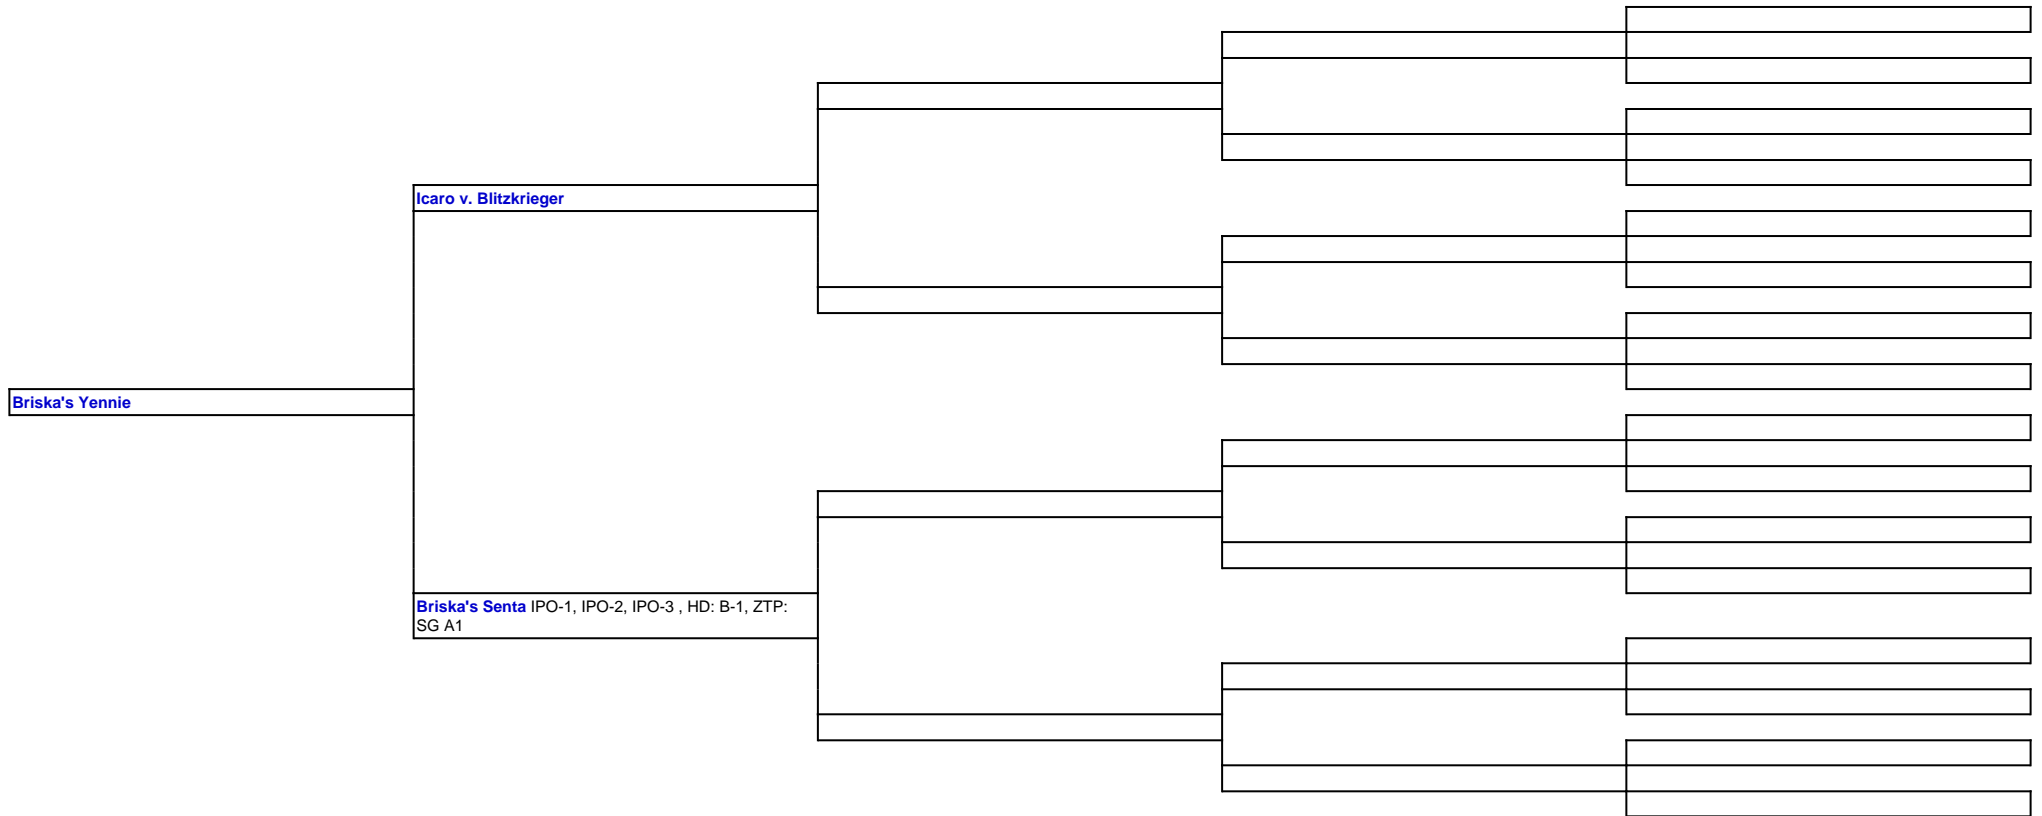 Icaro v. Blitzkrieger
Briska's Yennie
Briska's Senta IPO-1, IPO-2, IPO-3 , HD: B-1, ZTP:
SG A1